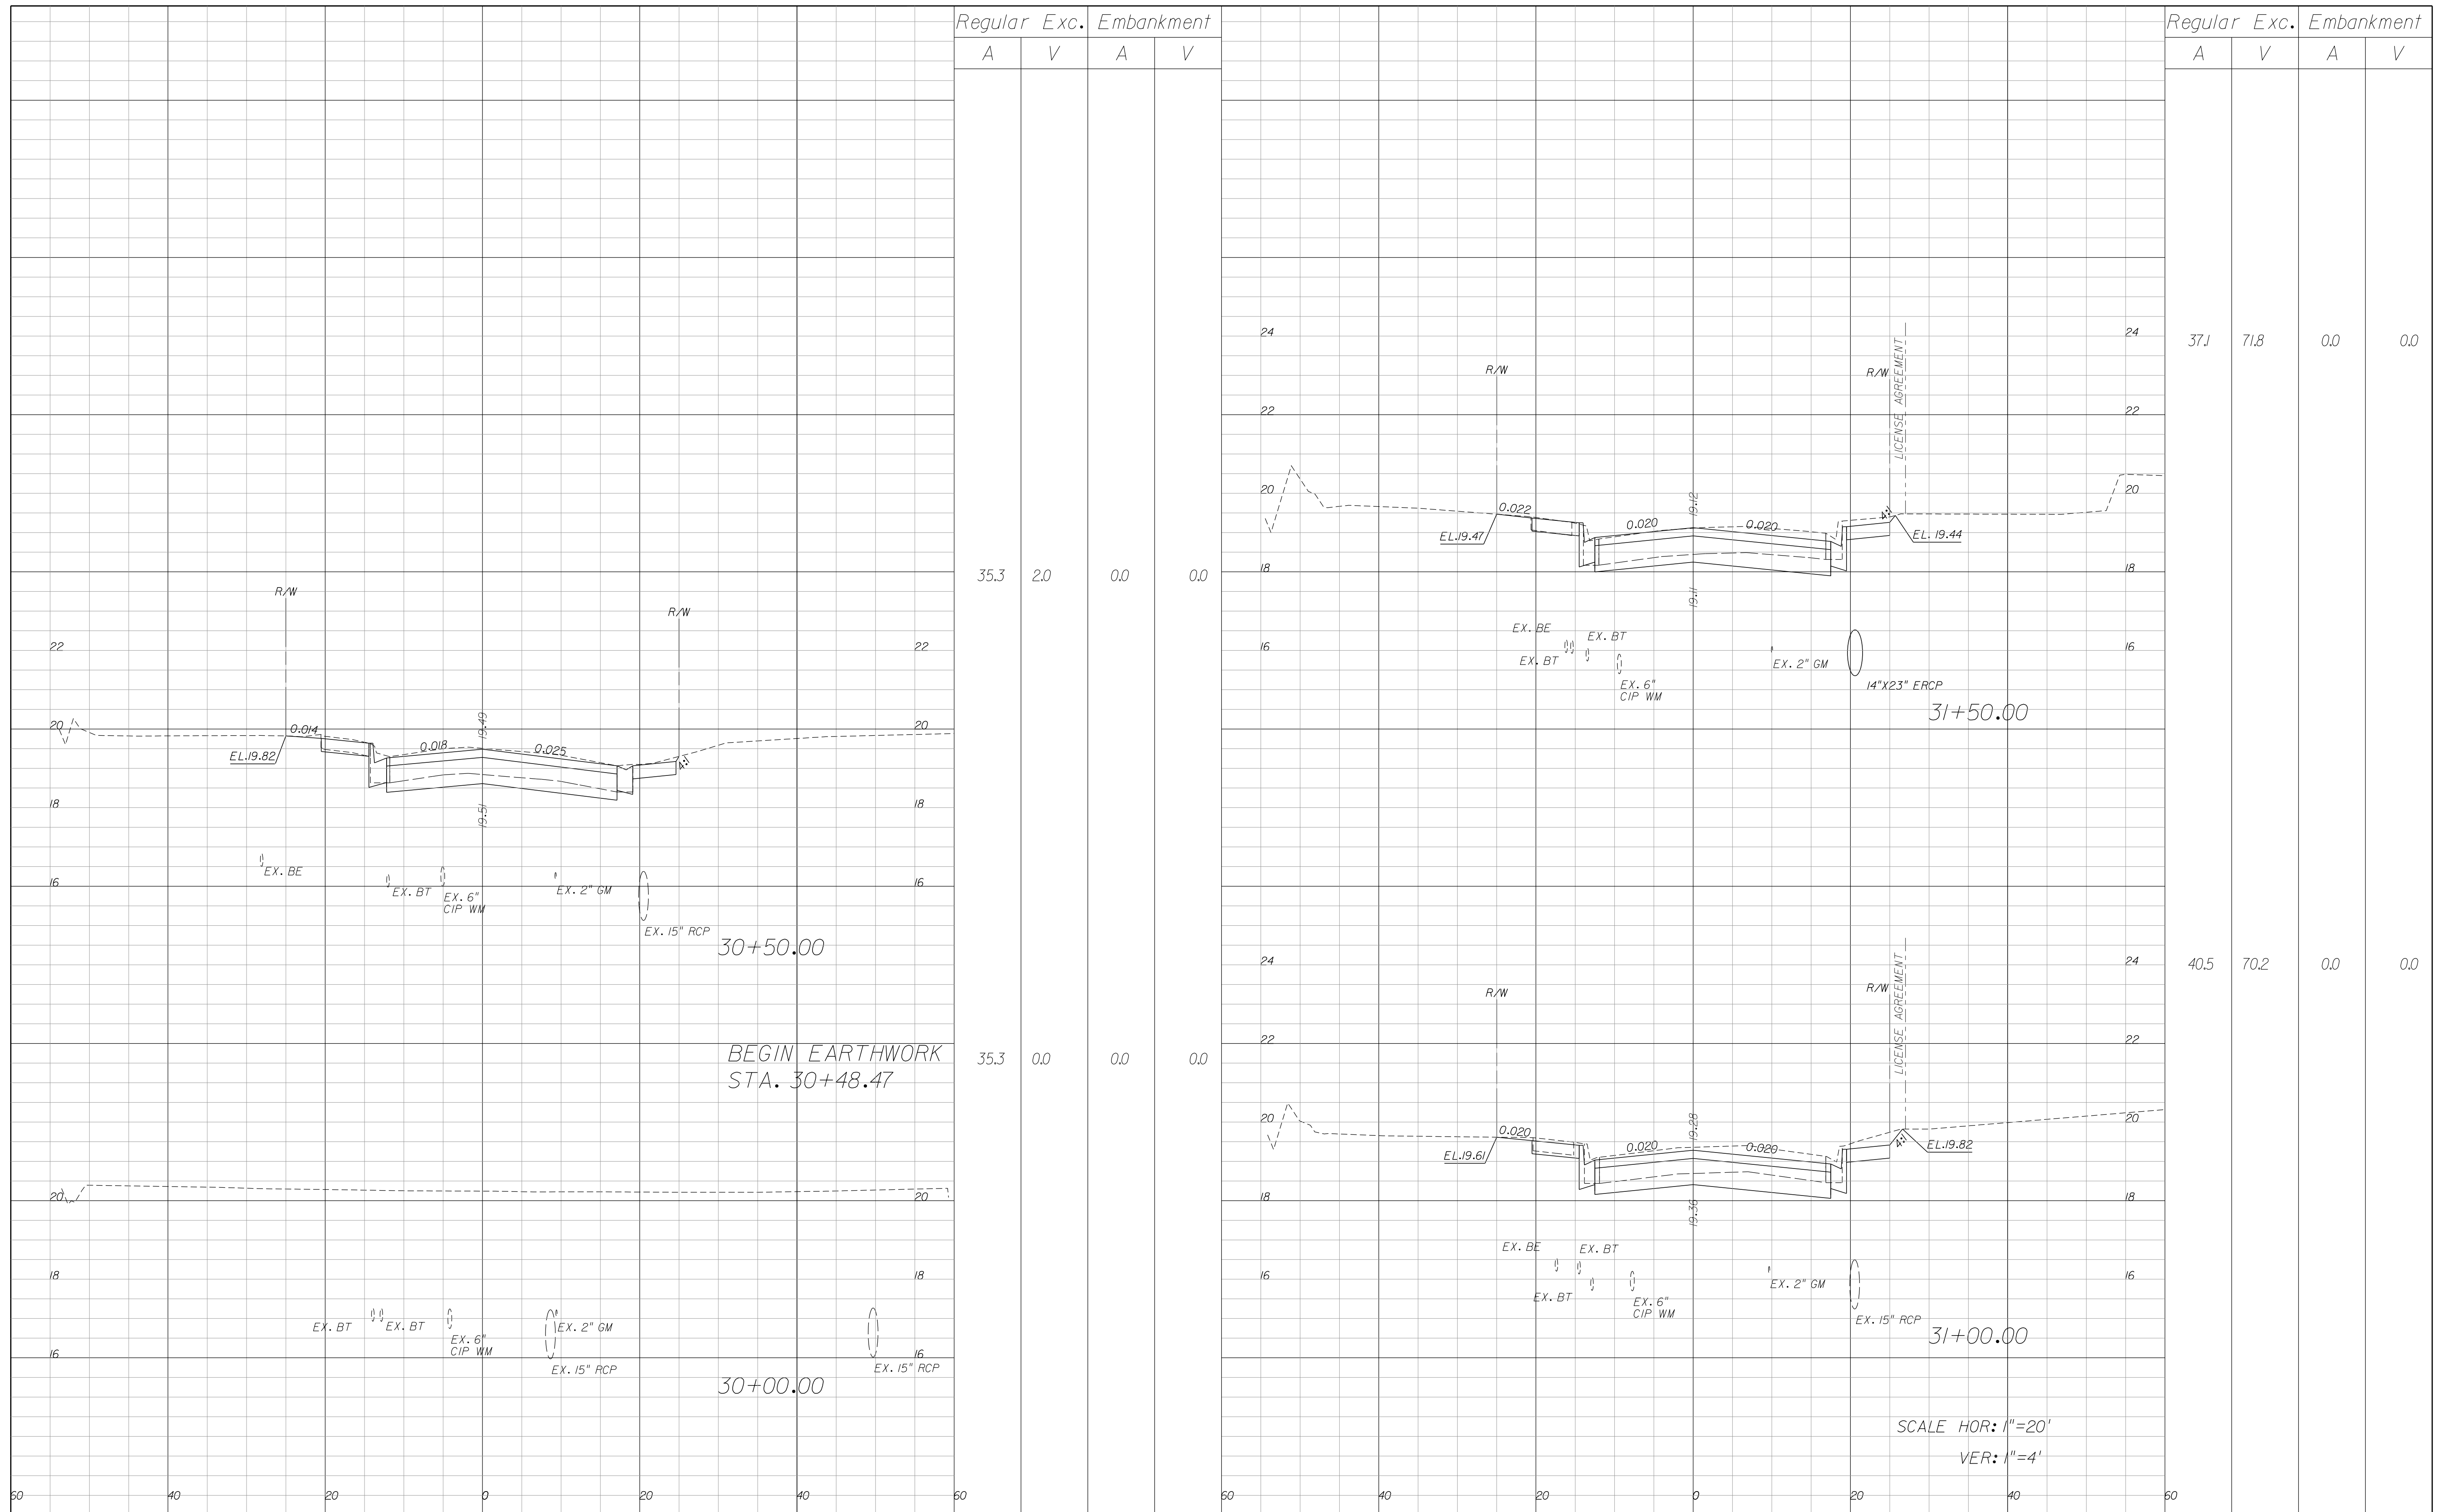 Regular Exc. Embankment
A V A V
35.3 2.0 0.0 0.0
R/W
R/W
22 22
20 20
0.014
0.018
19.49
0.025
EL.19.82
4:1
18 18
19.51
EX. BE
16 16
EX. BT
EX. 6"
CIP WM
EX. 2" GM
EX. 15" RCP
30+50.00
BEGIN EARTHWORK
STA. 30+48.47
35.3 0.0 0.0 0.0
20 20
18 18
EX. BT
EX. BT
EX. 6"
CIP WM
EX. 2" GM
EX. 15" RCP
EX. 15" RCP
16 16
30+00.00
60 40 20 0 20 40 60
Regular Exc. Embankment
A V A V
24 24
37.1 71.8 0.0 0.0
R/W
R/W
LICENSE AGREEMENT
22 22
20 20
0.022
0.020
19.12
0.020
4:1
EL.19.47
EL. 19.44
18 18
19.11
EX. BE
EX. BT
EX. BT
16 16
EX. 6"
CIP WM
EX. 2" GM
14"X23" ERCP
31+50.00
24 24
40.5 70.2 0.0 0.0
R/W
R/W
LICENSE AGREEMENT
22 22
20 20
0.020
0.020
19.28
0.020
4:1
EL.19.61
EL.19.82
18 18
19.36
EX. BE
EX. BT
16 16
EX. BT
EX. 6"
CIP WM
EX. 2" GM
EX. 15" RCP
31+00.00
SCALE HOR: 1"=20'
VER: 1"=4'
60 40 20 0 20 40 60